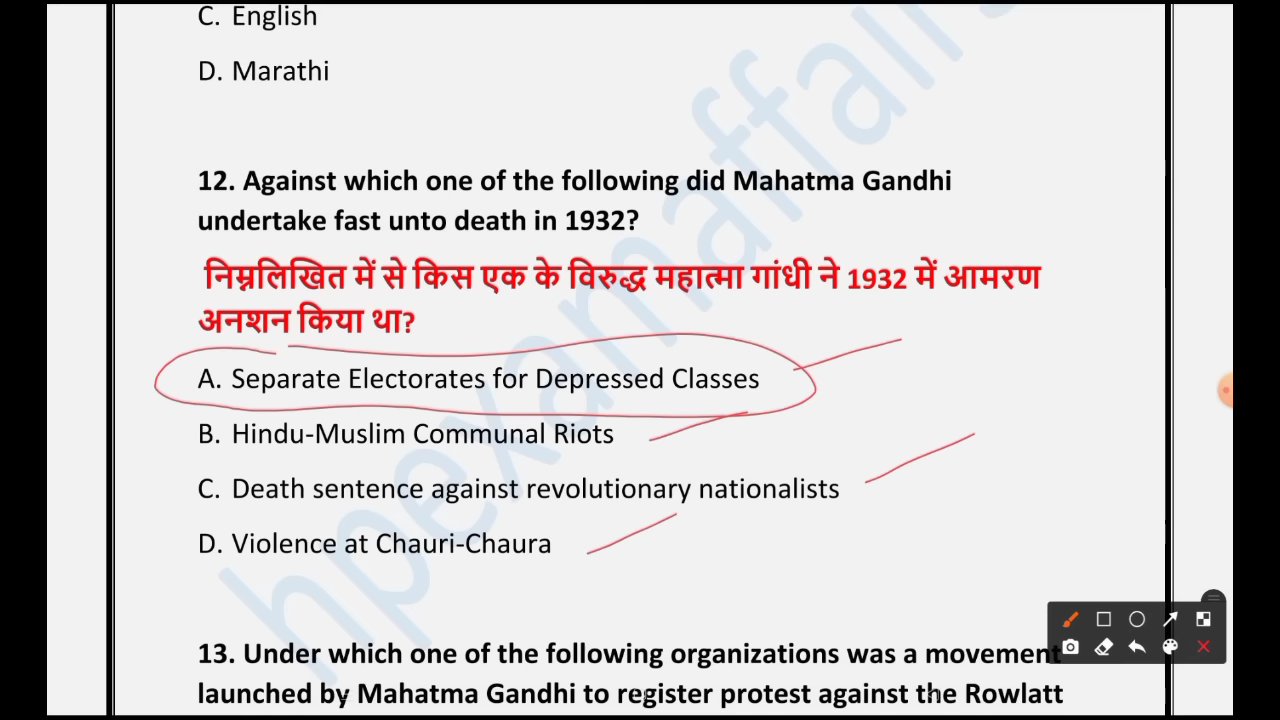 C. English
D. Marathi
12. Against which one of the following did Mahatma Gandhi
undertake fast unto death in 1932?
निम्नलिखित में से किस एक के विरुद्ध महात्मा गांधी ने 1932 में आमरण
अनशन किया था?
A. Separate Electorates for Depressed Classes
B. Hindu-Muslim Communal Riots
C. Death sentence against revolutionary nationalists
D. Violence at Chauri-Chaura
13. Under which one of the following organizations was a movement
launched by Mahatma Gandhi to register protest against the Rowlatt
hpexamaffairs